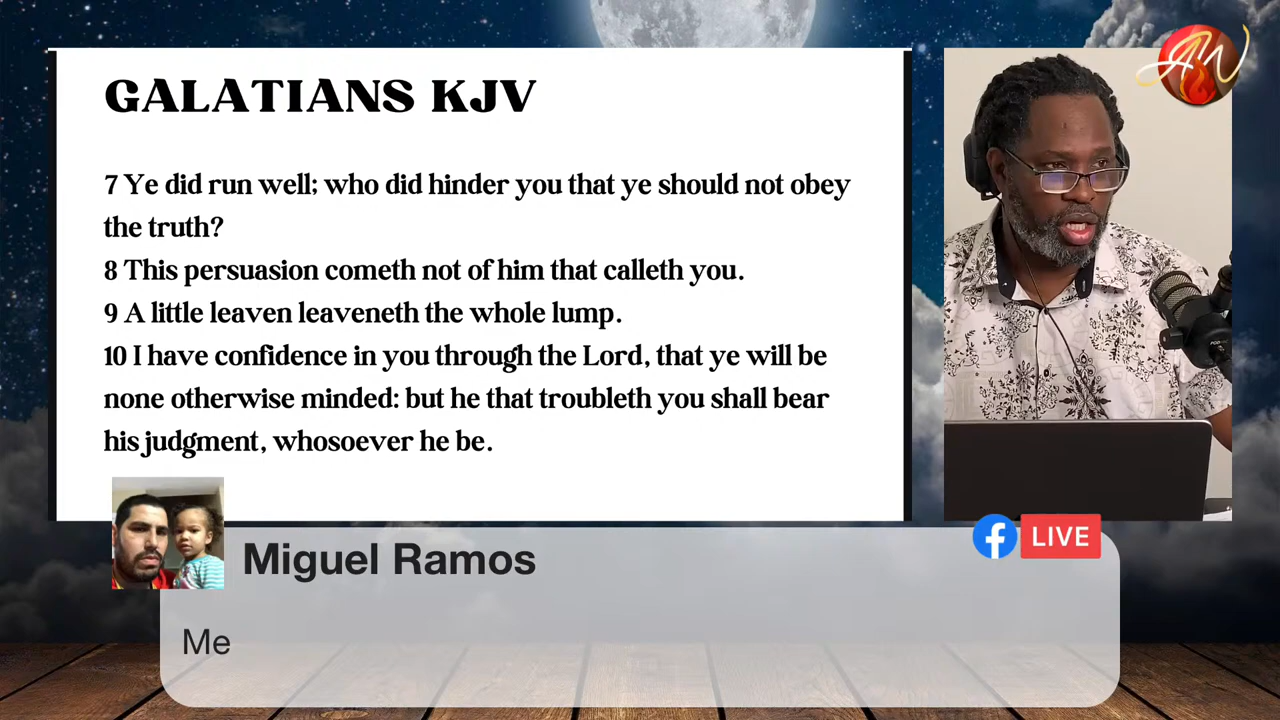 AW
GALATIANS KJV
7 Ye did run well; who did hinder you that ye should not obey
the truth?
8 This persuasion cometh not of him that calleth you.
9 A little leaven leaveneth the whole lump.
10 I have confidence in you through the Lord, that ye will be
none otherwise minded: but he that troubleth you shall bear
his judgment, whosoever he be.
Miguel Ramos
LIVE
Me